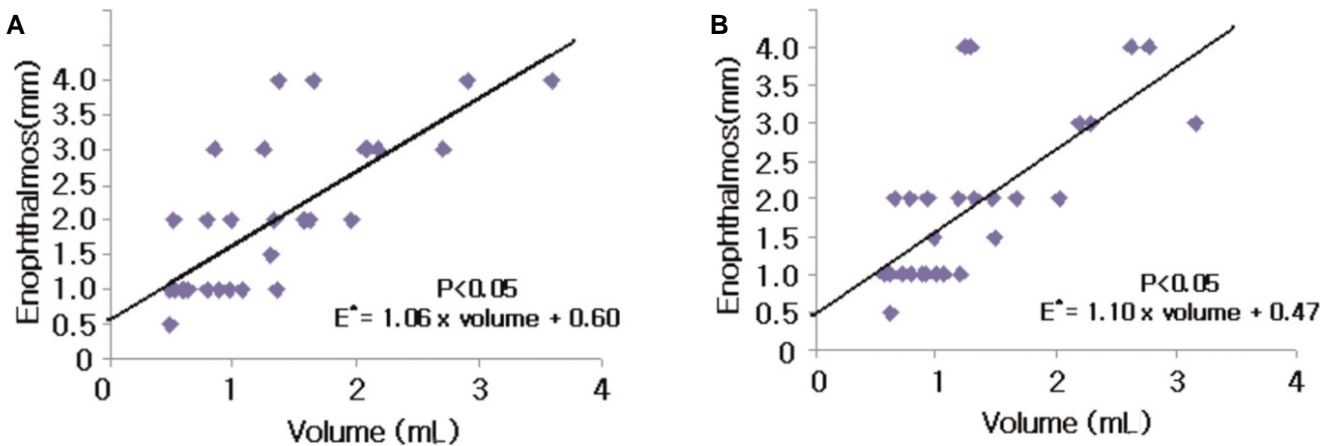 A
Enophthalmos(mm)
4.0
3.5
3.0
2.5
2.0
1.5
1.0
0.5
0
0 1 2 3 4
Volume (mL)
P<0.05
E*= 1.06 x volume + 0.60
B
Enophthalmos(mm)
4.0
3.5
3.0
2.5
2.0
1.5
1.0
0.5
0
0 1 2 3 4
Volume (mL)
P<0.05
E*= 1.10 x volume + 0.47